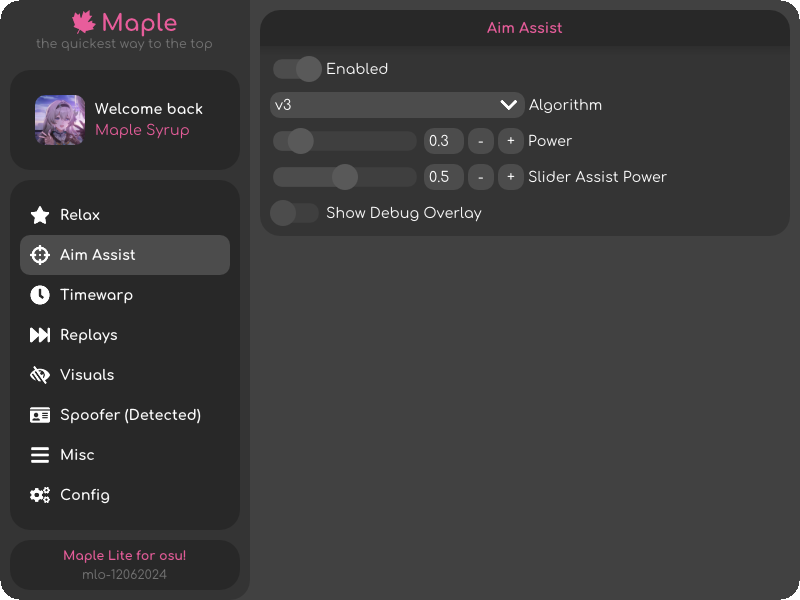 Maple
the quickest way to the top
Welcome back
Maple Syrup
Relax
Aim Assist
Timewarp
Replays
Visuals
Spoofer (Detected)
Misc
Config
Maple Lite for osu!
mlo-12062024
Aim Assist
Enabled
v3 Algorithm
0.3 - + Power
0.5 - + Slider Assist Power
Show Debug Overlay